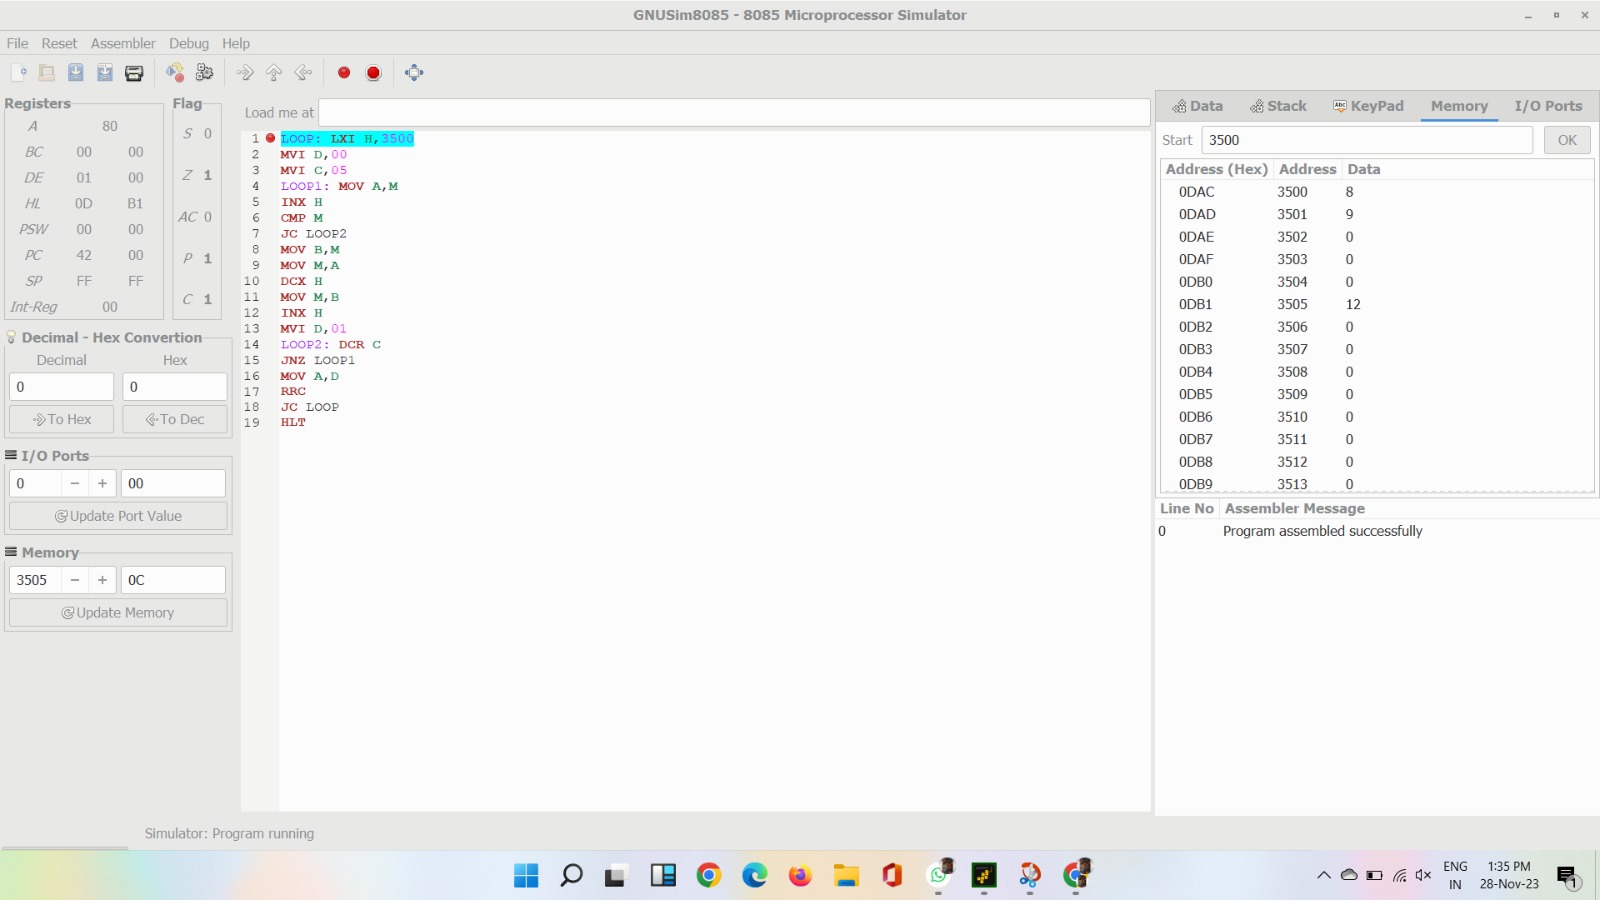 GNUSim8085 - 8085 Microprocessor Simulator
File Reset Assembler Debug Help
Registers
A 80
BC 00 00
DE 01 00
HL 0D B1
PSW 00 00
PC 42 00
SP FF FF
Int-Reg 00
Flag
S 0
Z 1
AC 0
P 1
C 1
Decimal - Hex Convertion
Decimal Hex
0 0
To Hex To Dec
I/O Ports
0 - + 00
Update Port Value
Memory
3505 - + 0C
Update Memory
Load me at
1 LOOP: LXI H,3500
2 MVI D,00
3 MVI C,05
4 LOOP1: MOV A,M
5 INX H
6 CMP M
7 JC LOOP2
8 MOV B,M
9 MOV M,A
10 DCX H
11 MOV M,B
12 INX H
13 MVI D,01
14 LOOP2: DCR C
15 JNZ LOOP1
16 MOV A,D
17 RRC
18 JC LOOP
19 HLT
Data Stack Abc KeyPad Memory I/O Ports
Start 3500 OK
Address (Hex) Address Data
0DAC 3500 8
0DAD 3501 9
0DAE 3502 0
0DAF 3503 0
0DB0 3504 0
0DB1 3505 12
0DB2 3506 0
0DB3 3507 0
0DB4 3508 0
0DB5 3509 0
0DB6 3510 0
0DB7 3511 0
0DB8 3512 0
0DB9 3513 0
Line No Assembler Message
0 Program assembled successfully
Simulator: Program running
ENG
IN
1:35 PM
28-Nov-23
1